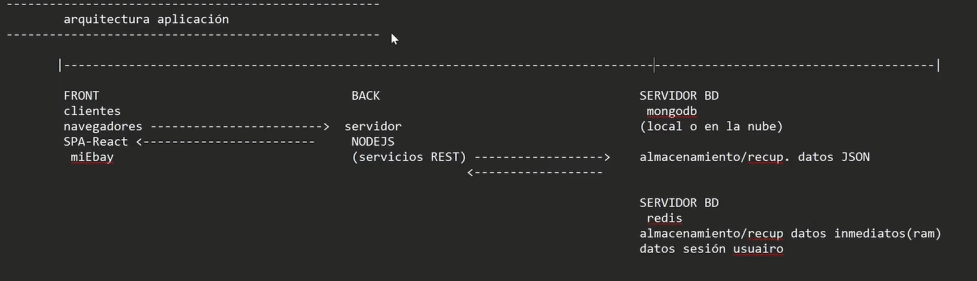 ----------------------------------------------------
arquitectura aplicación
----------------------------------------------------
|---------------------------------------------------------------------------------------------------------------------------|
FRONT BACK SERVIDOR BD
clientes mongodb
navegadores ------------------------> servidor (local o en la nube)
SPA-React <------------------------ NODEJS
miEbay (servicios REST) ------------------> almacenamiento/recup. datos JSON
<------------------
SERVIDOR BD
redis
almacenamiento/recup datos inmediatos(ram)
datos sesión usuairo